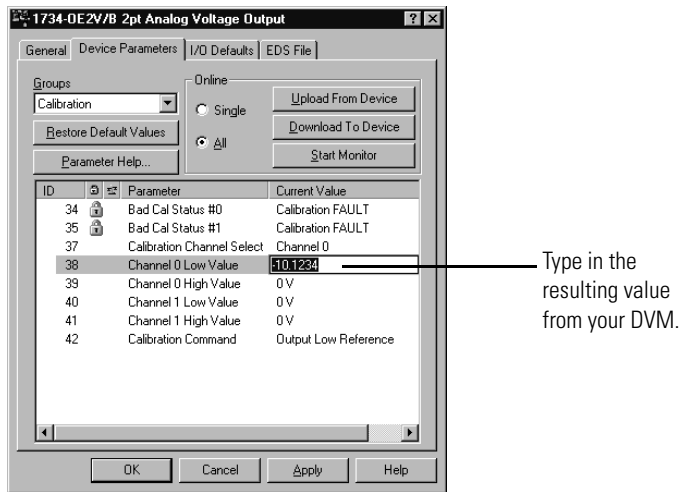 1734-OE2V/B 2pt Analog Voltage Output
General Device Parameters I/O Defaults EDS File
Groups
Calibration
Restore Default Values
Parameter Help...
Online
Single
All
Upload From Device
Download To Device
Start Monitor
ID Parameter Current Value
34 Bad Cal Status #0 Calibration FAULT
35 Bad Cal Status #1 Calibration FAULT
37 Calibration Channel Select Channel 0
38 Channel 0 Low Value -10.1234
39 Channel 0 High Value 0 V
40 Channel 1 Low Value 0 V
41 Channel 1 High Value 0 V
42 Calibration Command Output Low Reference
OK Cancel Apply Help
Type in the
resulting value
from your DVM.